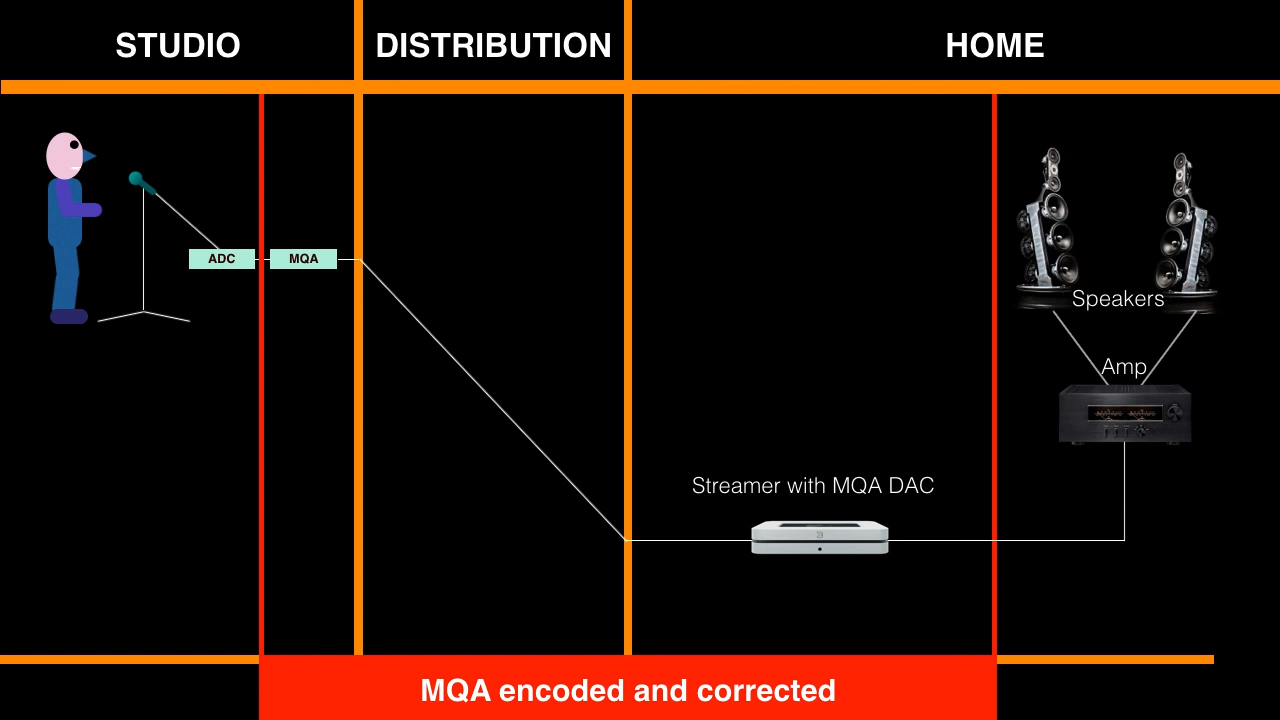 STUDIO
DISTRIBUTION
HOME
ADC
MQA
Speakers
Amp
Streamer with MQA DAC
MQA encoded and corrected